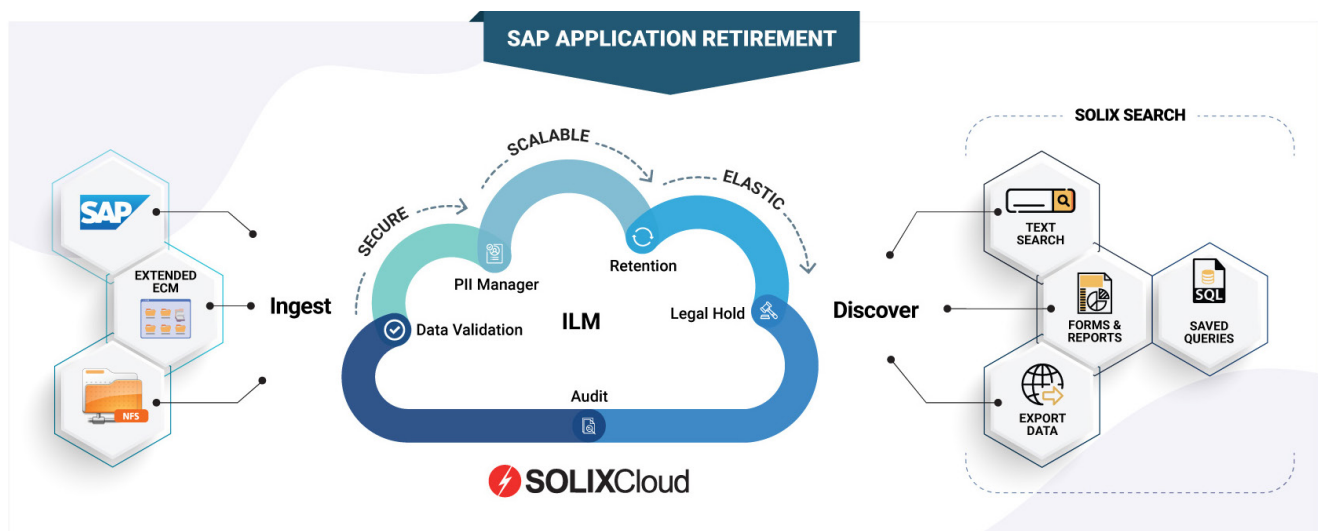 SAP APPLICATION RETIREMENT
SAP
EXTENDED
ECM
NFS
Ingest
SECURE
SCALABLE
ELASTIC
PII Manager
Retention
Data Validation
ILM
Legal Hold
Audit
SOLIXCloud
Discover
SOLIX SEARCH
TEXT
SEARCH
FORMS &
REPORTS
SQL
SAVED
QUERIES
EXPORT
DATA